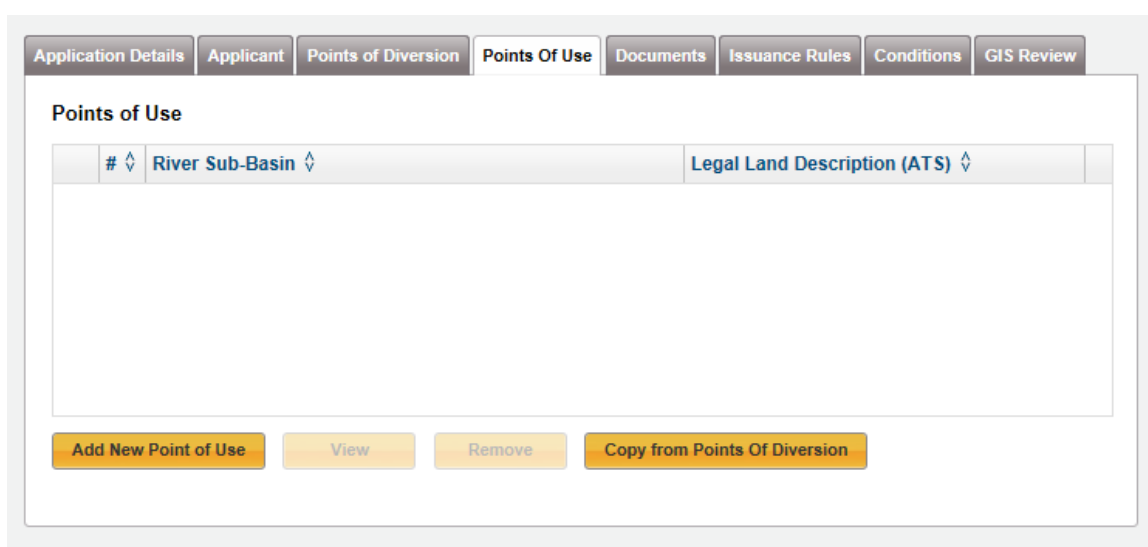 Application Details Applicant Points of Diversion Points Of Use Documents Issuance Rules Conditions GIS Review
Points of Use
# River Sub-Basin Legal Land Description (ATS)
Add New Point of Use View Remove Copy from Points Of Diversion